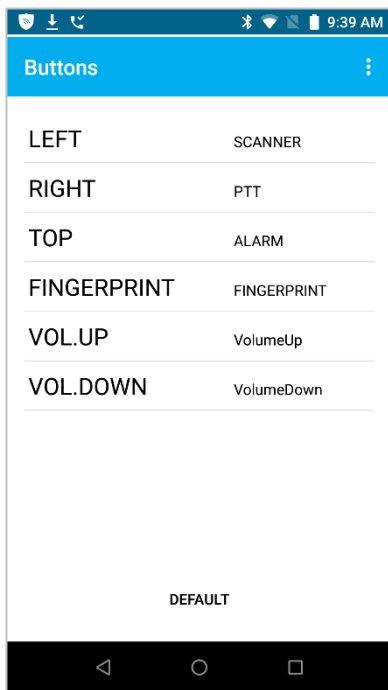 9:39 AM
Buttons
LEFT SCANNER
RIGHT PTT
TOP ALARM
FINGERPRINT FINGERPRINT
VOL.UP VolumeUp
VOL.DOWN VolumeDown
DEFAULT